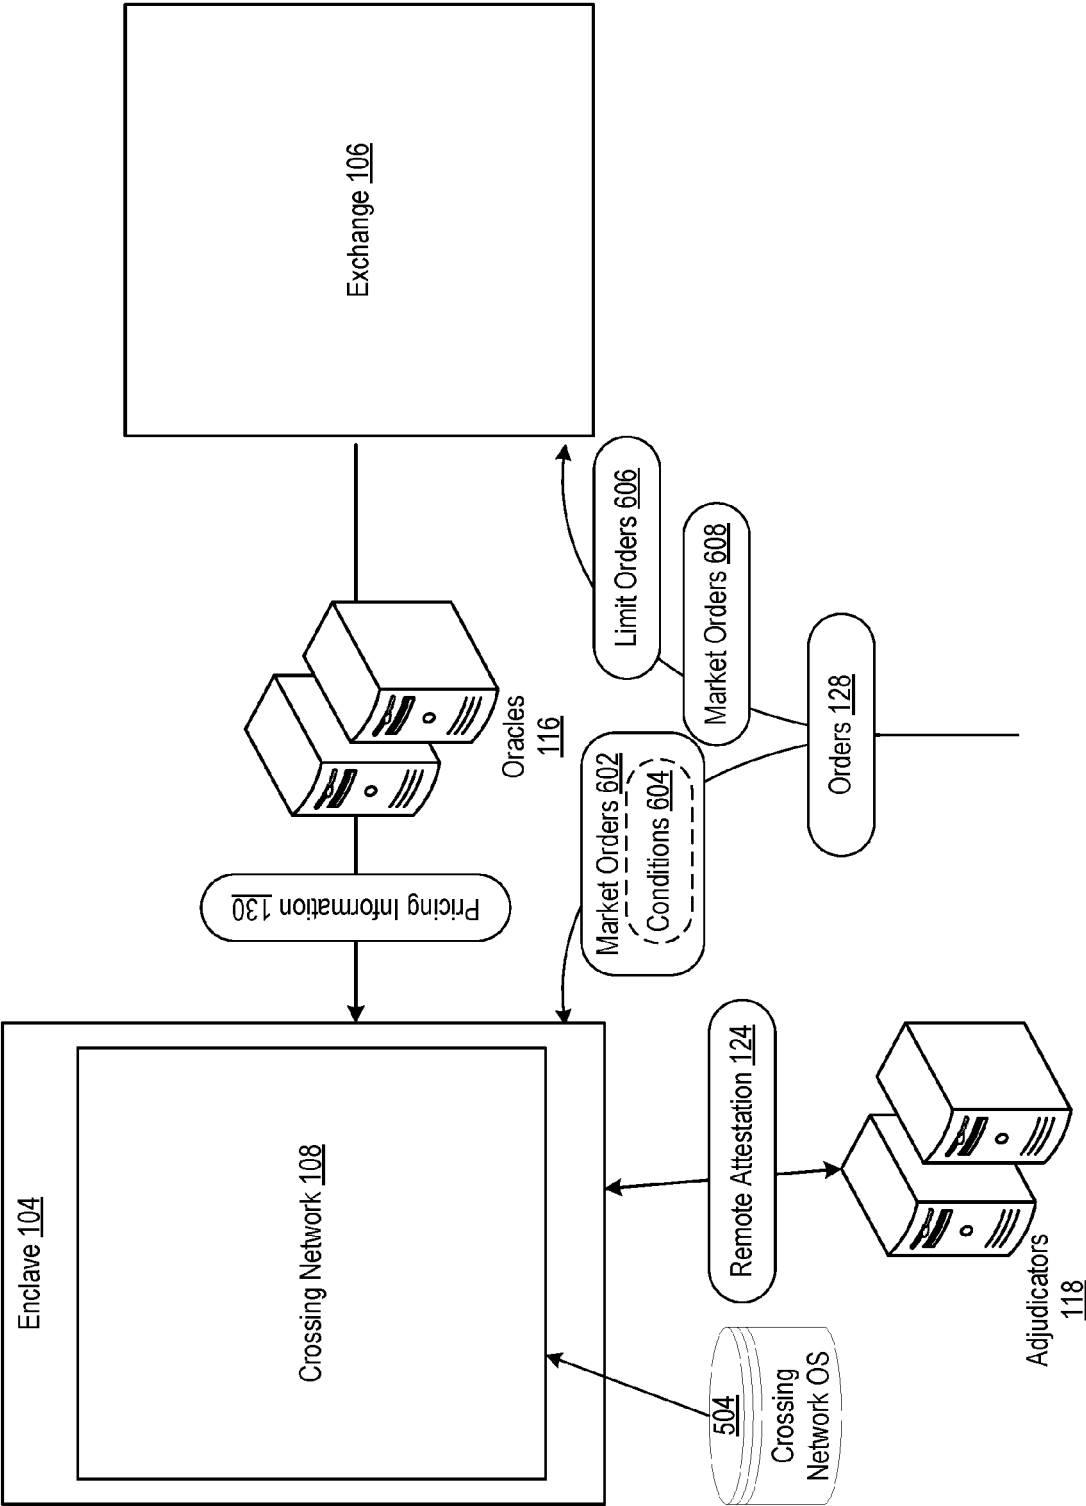 Enclave 104
Crossing Network 108
Pricing Information 130
Oracles
116
Exchange 106
Market Orders 602
Conditions 604
Limit Orders 606
Market Orders 608
Orders 128
Remote Attestation 124
504
Crossing
Network OS
Adjudicators
118